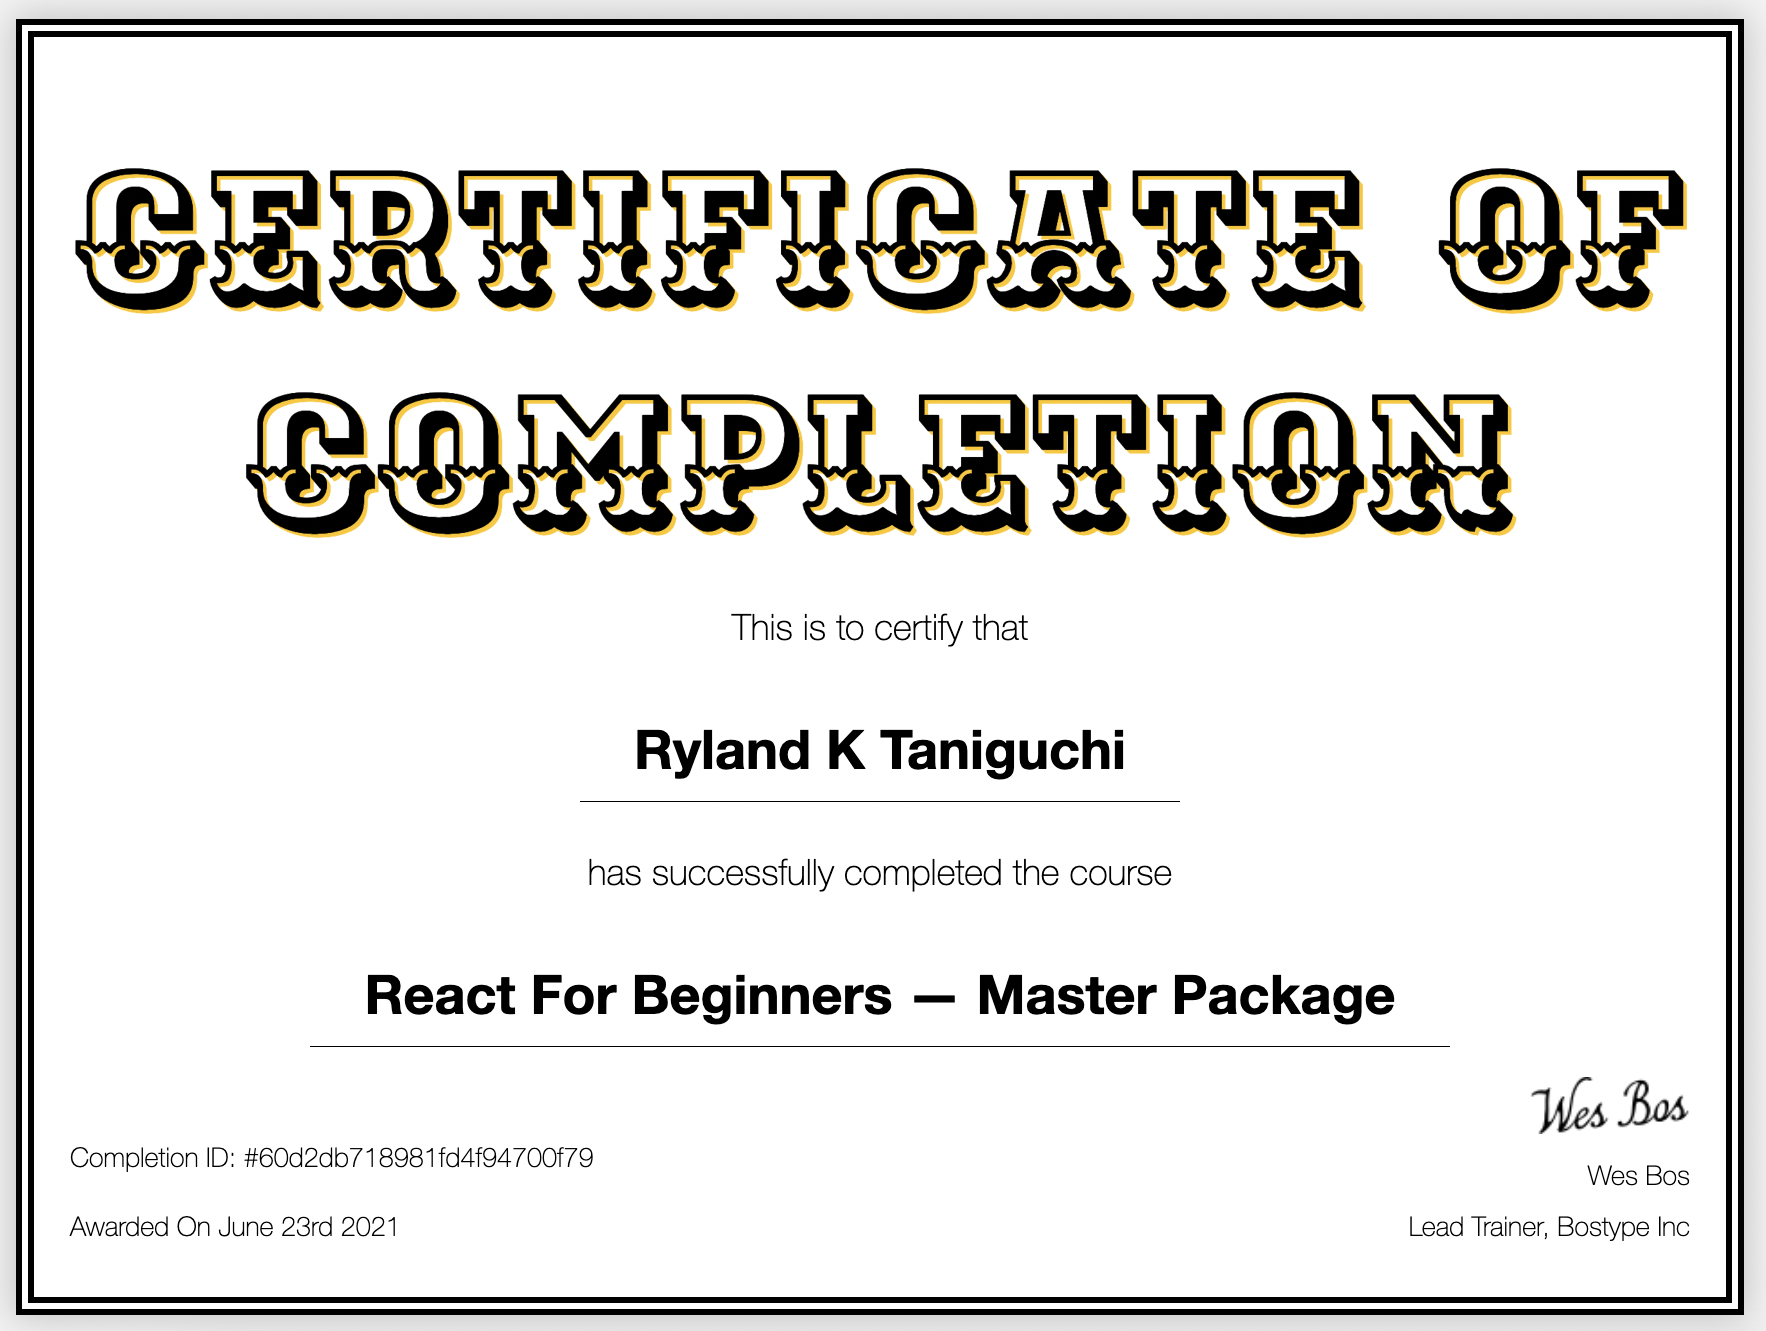 CERTIFICATE OF
COMPLETION
This is to certify that
Ryland K Taniguchi
has successfully completed the course
React For Beginners — Master Package
Wes Bos
Completion ID: #60d2db718981fd4f94700f79
Wes Bos
Awarded On June 23rd 2021
Lead Trainer, Bostype Inc